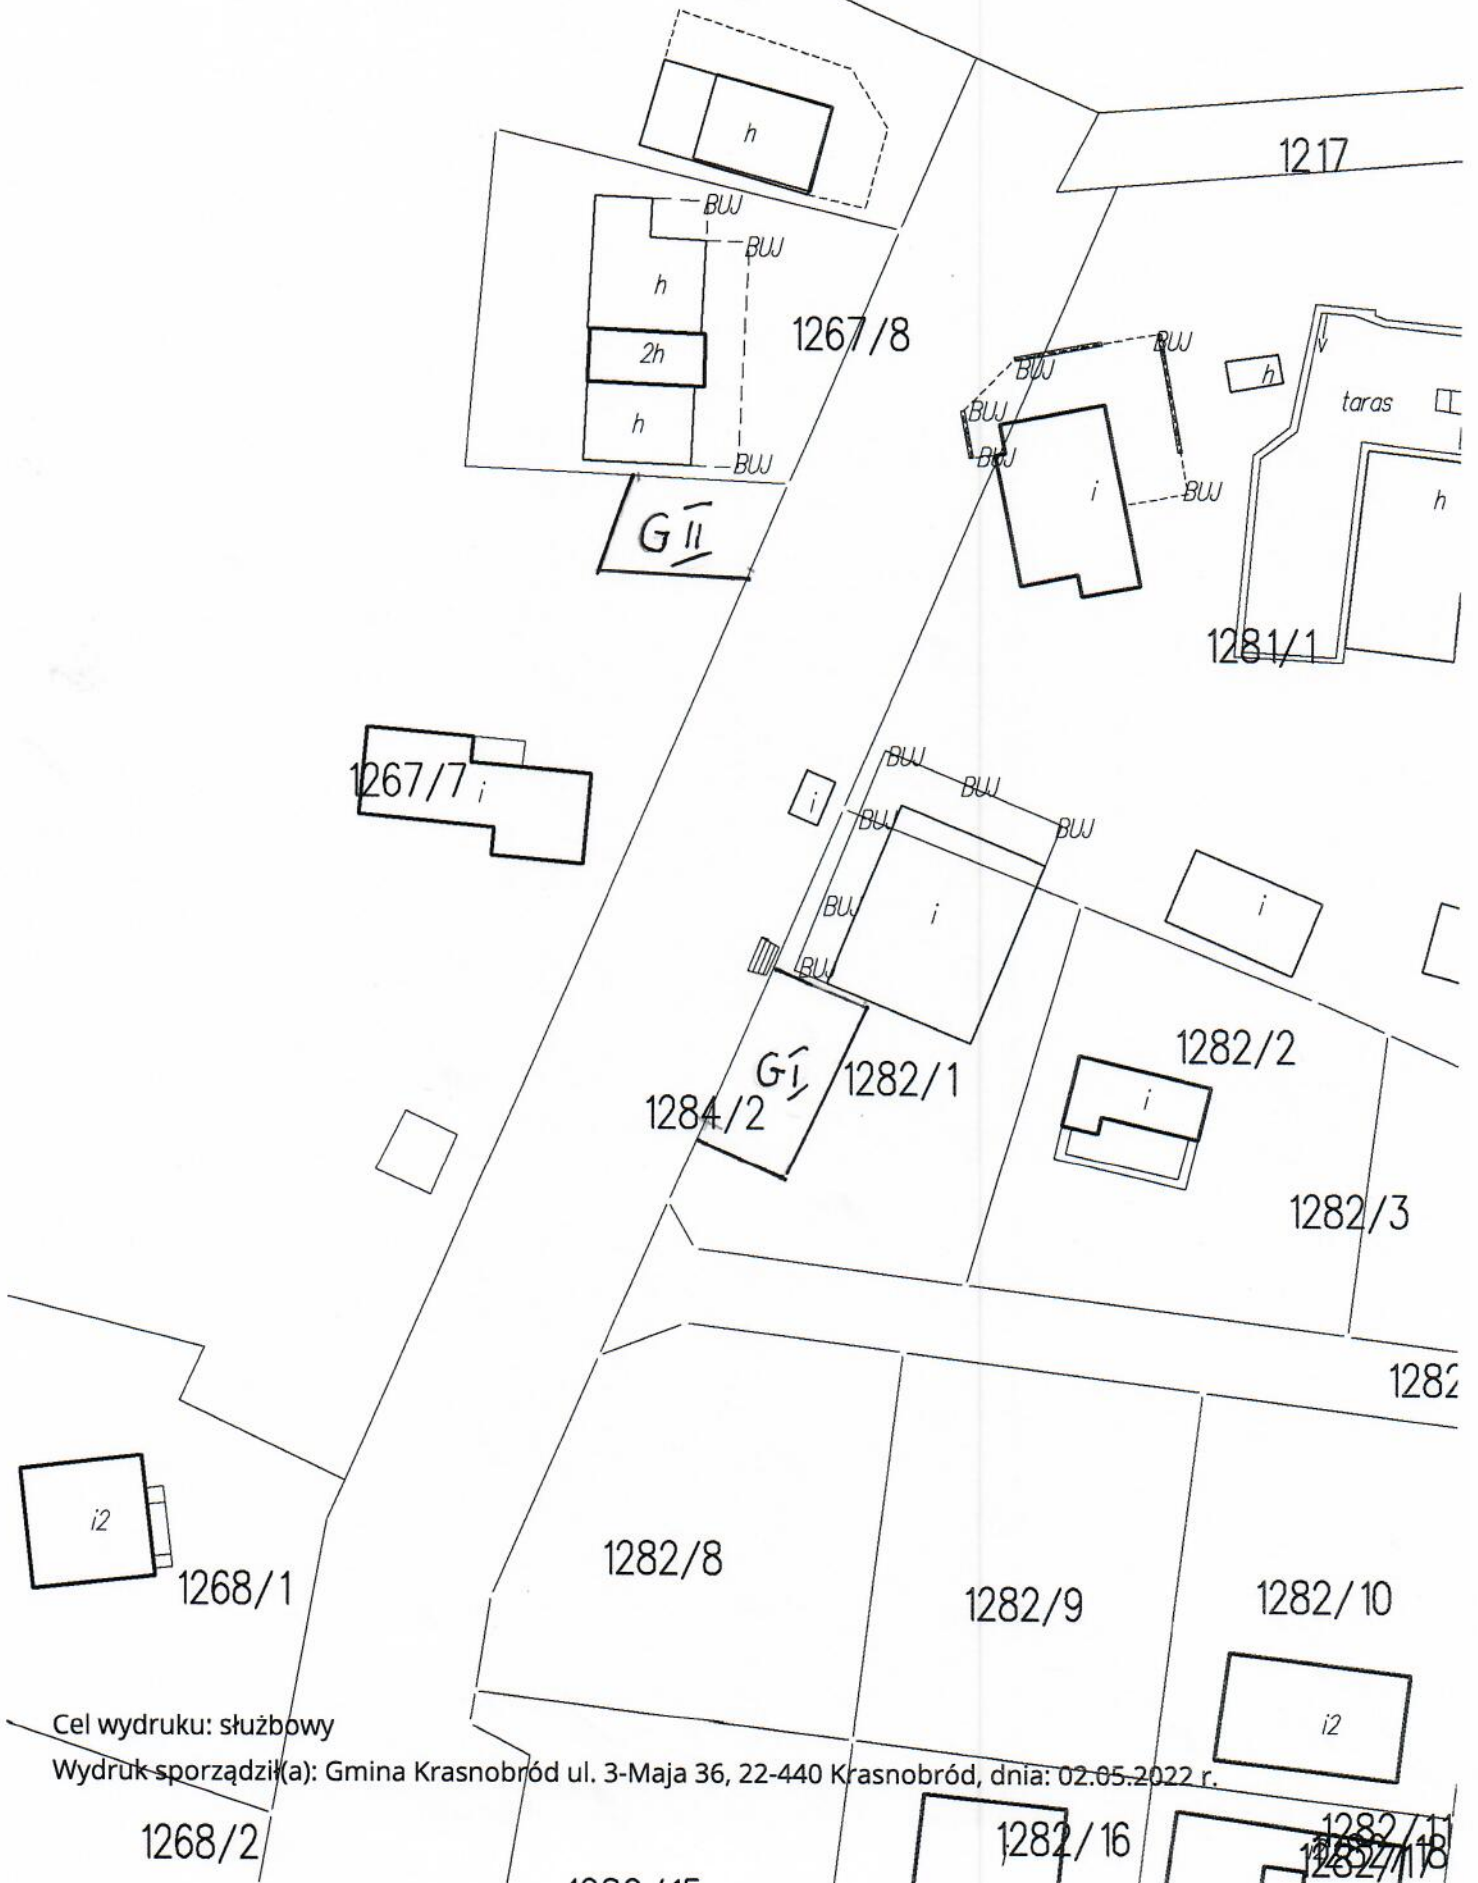 h
1217
BUJ
BUJ
h
1267/8
BUJ
BUJ
h
2h
taras
BUJ
h
BUJ
BUJ
i
BUJ
h
G II
1281/1
BUJ
1267/7
i
BUJ
i
BUJ
BUJ
BUJ
i
i
BUJ
1282/2
G I
1282/1
i
1284/2
1282/3
1282
i2
1282/8
1268/1
1282/9
1282/10
Cel wydruku: służbowy
i2
Wydruk sporządził(a): Gmina Krasnobród ul. 3-Maja 36, 22-440 Krasnobród, dnia: 02.05.2022 r.
1268/2
1282/16
1282/11